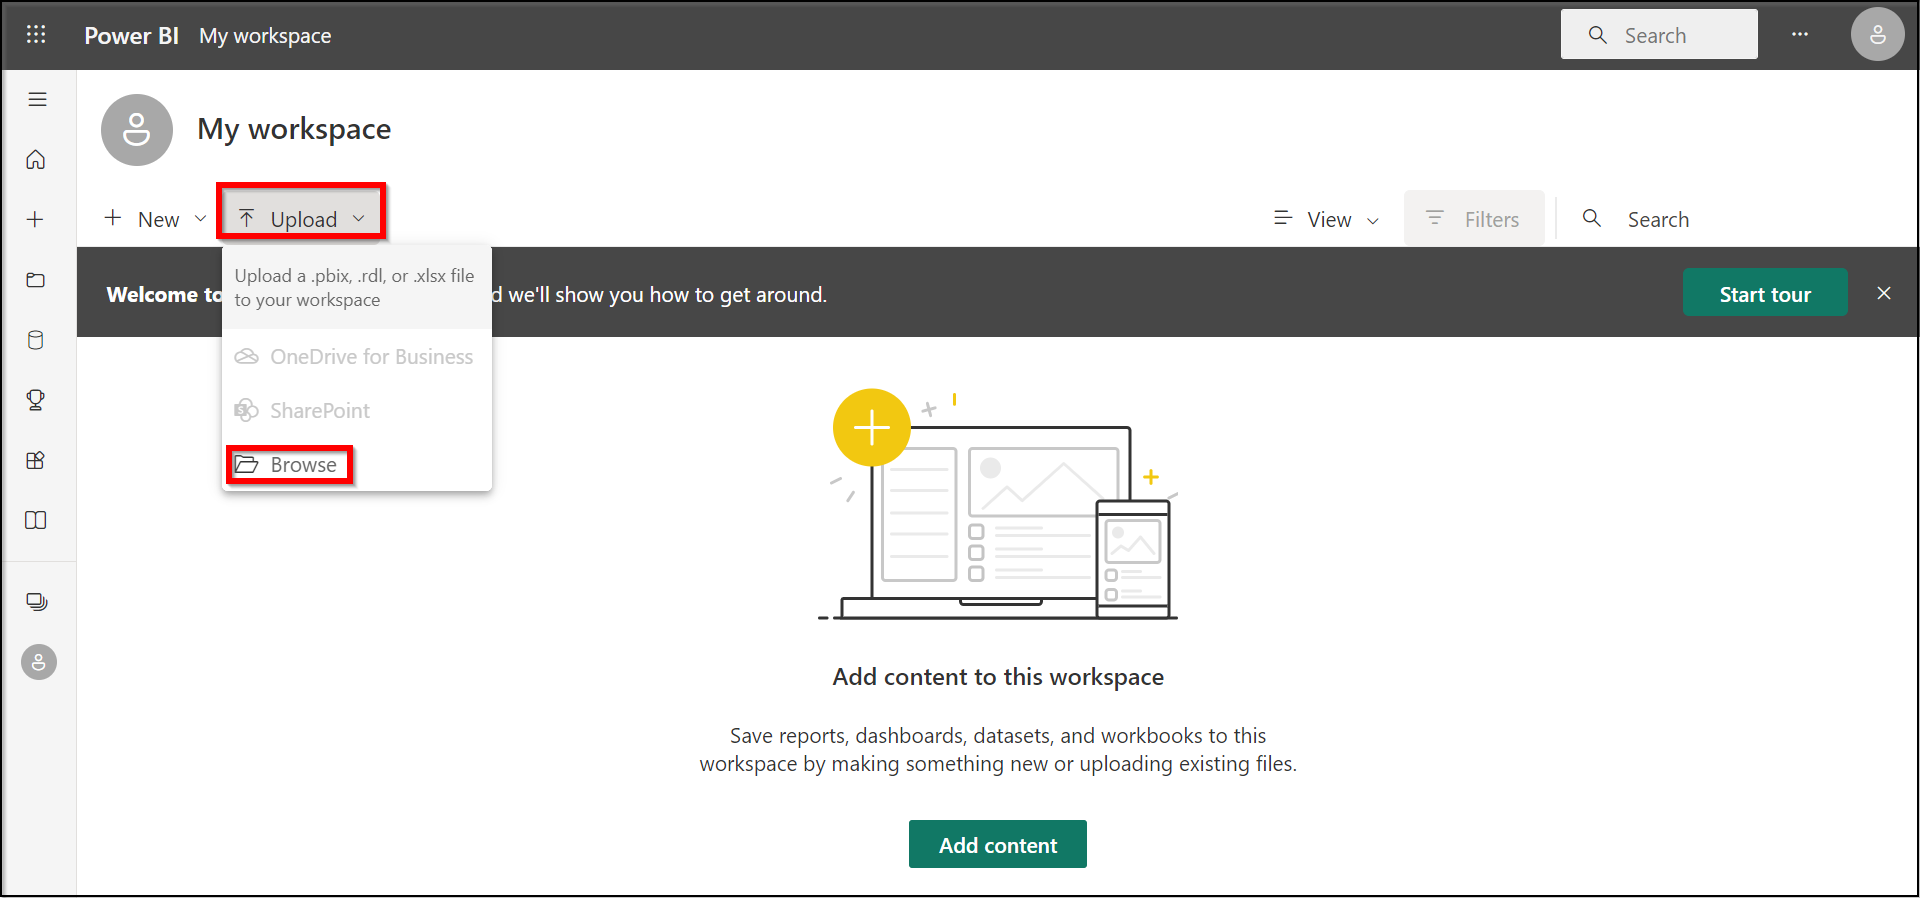 Power BI My workspace
Search
My workspace
New
Upload
View
Filters
Search
Upload a .pbix, .rdl, or .xlsx file
to your workspace
Welcome to
d we'll show you how to get around.
Start tour
OneDrive for Business
SharePoint
Browse
Add content to this workspace
Save reports, dashboards, datasets, and workbooks to this
workspace by making something new or uploading existing files.
Add content